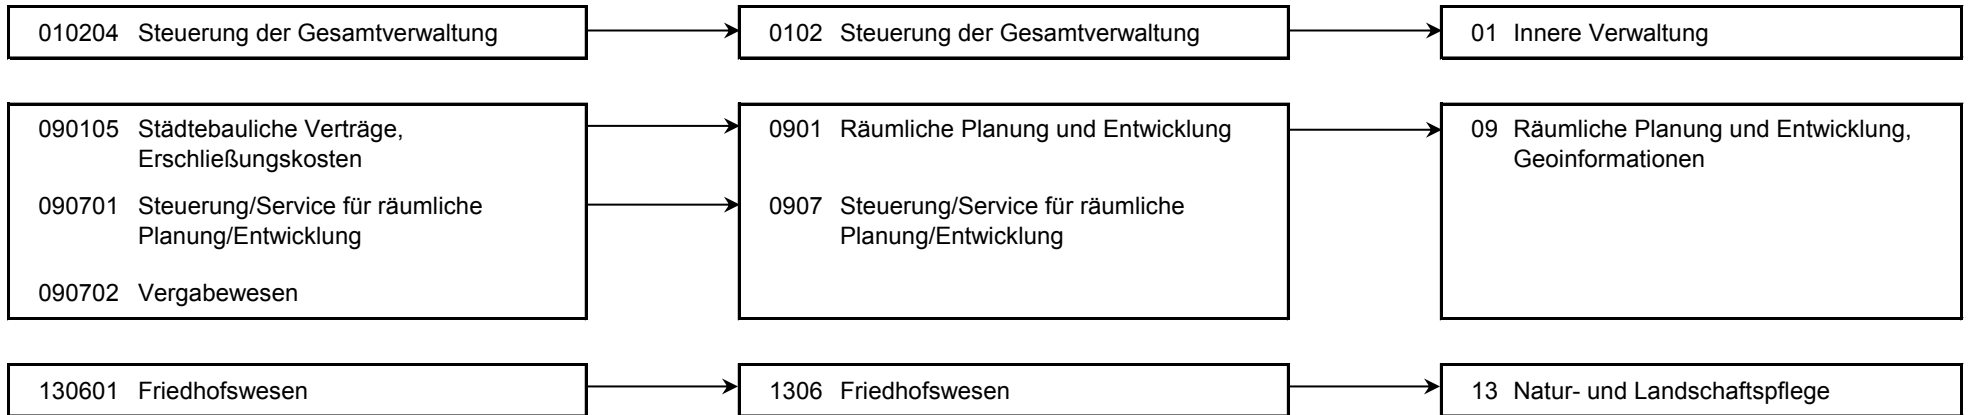 010204 Steuerung der Gesamtverwaltung 0102 Steuerung der Gesamtverwaltung 01 Innere Verwaltung
090105 Städtebauliche Verträge, 0901 Räumliche Planung und Entwicklung 09 Räumliche Planung und Entwicklung,
Erschließungskosten Geoinformationen
090701 Steuerung/Service für räumliche 0907 Steuerung/Service für räumliche
Planung/Entwicklung Planung/Entwicklung
090702 Vergabewesen
130601 Friedhofswesen 1306 Friedhofswesen 13 Natur- und Landschaftspflege